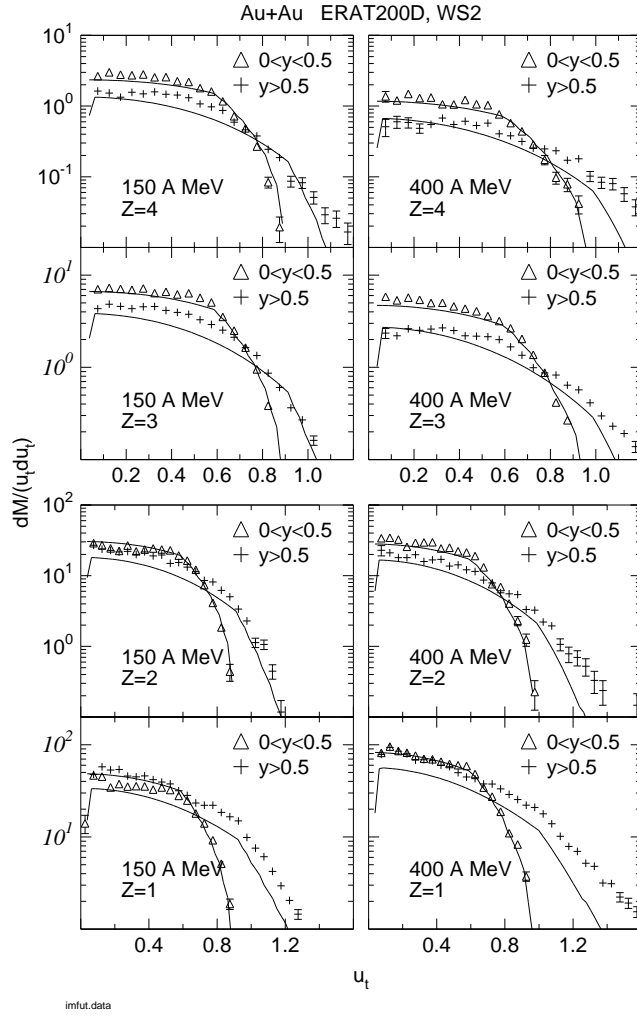 Au+Au ERAT200D, WS2
△ 0<y<0.5
+ y>0.5
150 A MeV
Z=4
△ 0<y<0.5
+ y>0.5
400 A MeV
Z=4
10¹
10⁰
10⁻¹
△ 0<y<0.5
+ y>0.5
150 A MeV
Z=3
△ 0<y<0.5
+ y>0.5
400 A MeV
Z=3
10¹
10⁰
0.2 0.4 0.6 0.8 1.0
0.2 0.4 0.6 0.8 1.0
dM/(uₜduₜ)
△ 0<y<0.5
+ y>0.5
150 A MeV
Z=2
△ 0<y<0.5
+ y>0.5
400 A MeV
Z=2
10²
10¹
10⁰
△ 0<y<0.5
+ y>0.5
150 A MeV
Z=1
△ 0<y<0.5
+ y>0.5
400 A MeV
Z=1
10²
10¹
0.4 0.8 1.2
0.4 0.8 1.2
uₜ
imfut.data